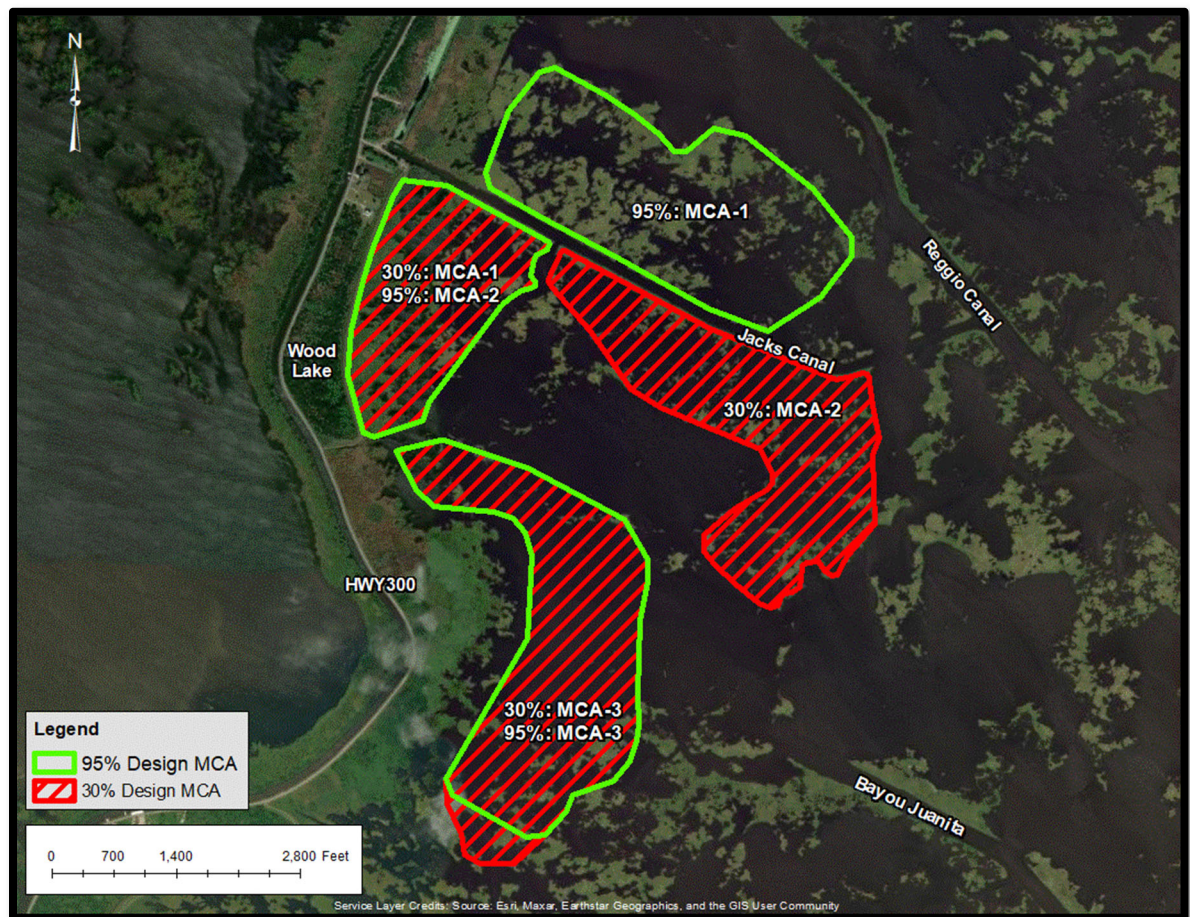 N
95%: MCA-1
30%: MCA-1
95%: MCA-2
Reggio Canal
Wood
Lake
Jacks Canal
30%: MCA-2
HWY300
30%: MCA-3
95%: MCA-3
Bayou Juanita
Legend
95% Design MCA
30% Design MCA
0 700 1,400 2,800 Feet
Service Layer Credits: Source: Esri, Maxar, Earthstar Geographics, and the GIS User Community